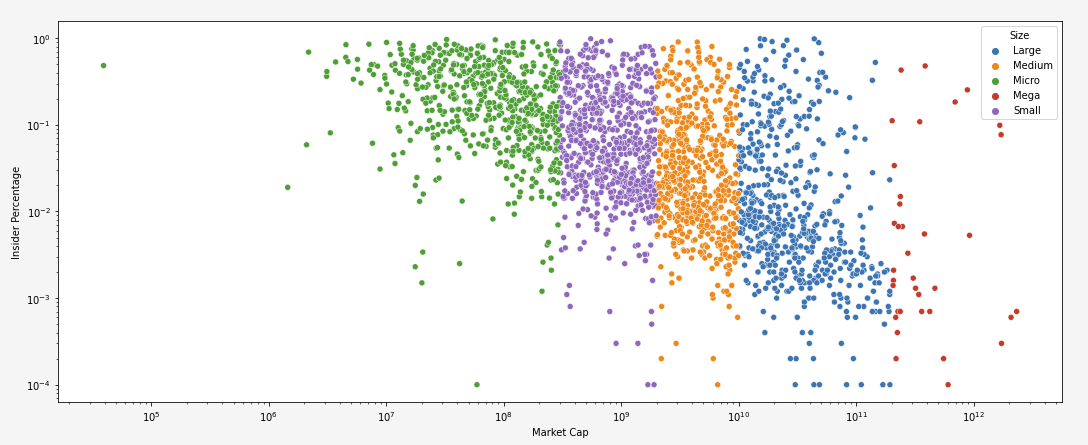 Size
Large
Medium
Micro
Mega
Small
10⁰
10⁻¹
10⁻²
10⁻³
10⁻⁴
Insider Percentage
10⁵ 10⁶ 10⁷ 10⁸ 10⁹ 10¹⁰ 10¹¹ 10¹²
Market Cap